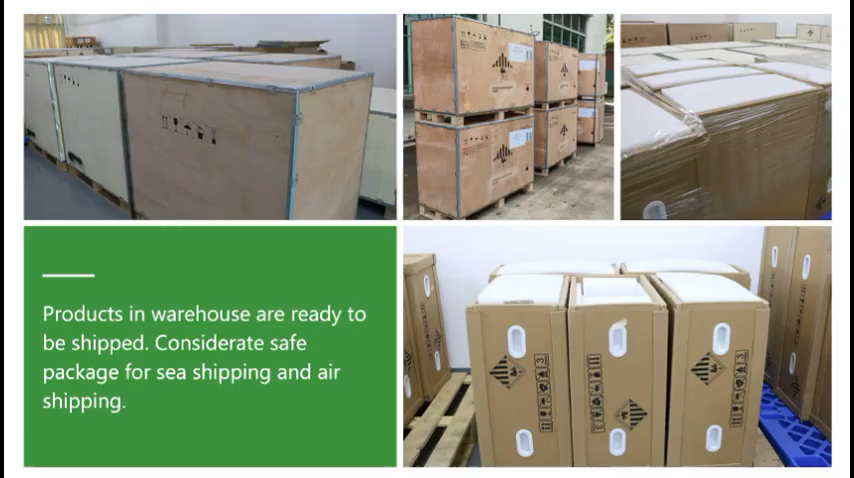 Products in warehouse are ready to
be shipped. Considerate safe
package for sea shipping and air
shipping.